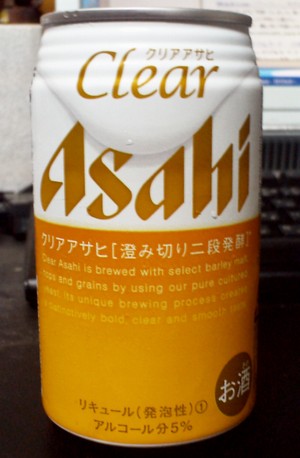 クリアアサヒ
Clear
Asahi
クリアアサヒ[澄み切り二段発酵]
Clear Asahi is brewed with select barley malt,
hops and grains by using our pure cultured
yeast. Its unique brewing process creates
a distinctively bold, clear and smooth taste.
お酒
リキュール(発泡性)①
アルコール分5%